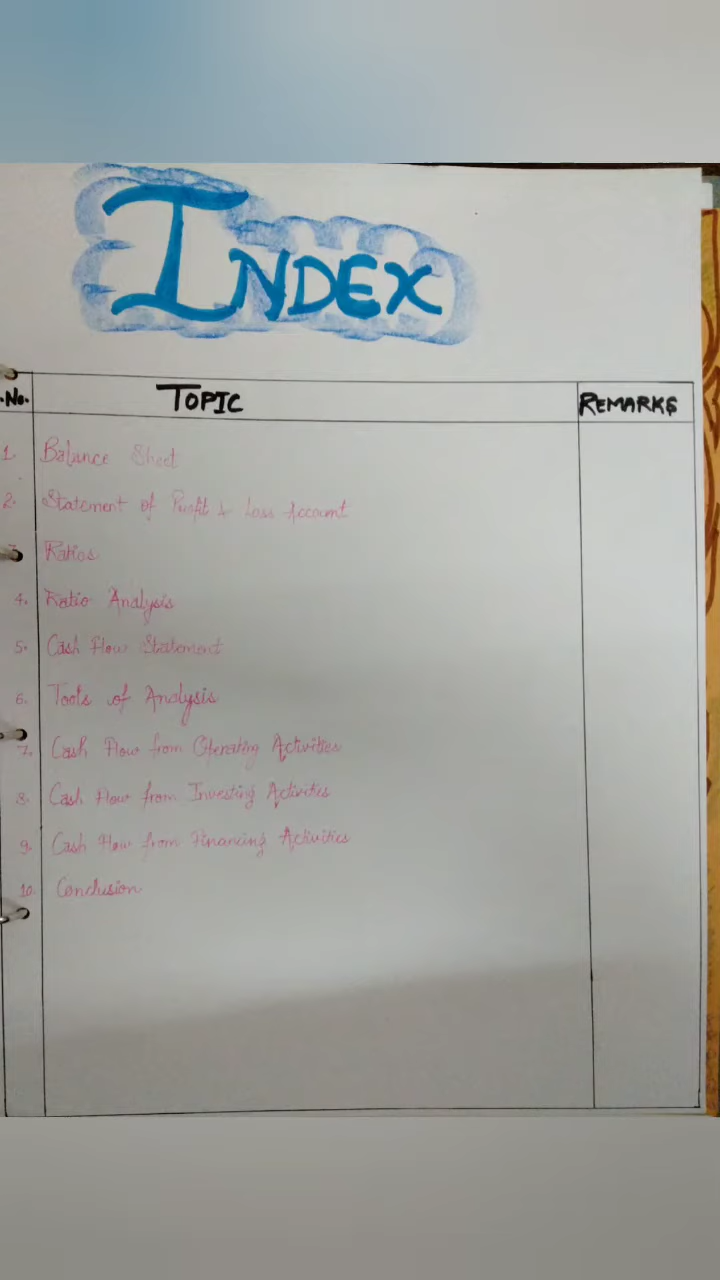 INDEX
.No. TOPIC REMARKS
1. Balance Sheet
2. Statement of Profit & Loss Account
3. Ratios
4. Ratio Analysis
5. Cash Flow Statement
6. Tools of Analysis
7. Cash Flow from Operating Activities
8. Cash Flow from Investing Activities
9. Cash Flow from Financing Activities
10. Conclusion